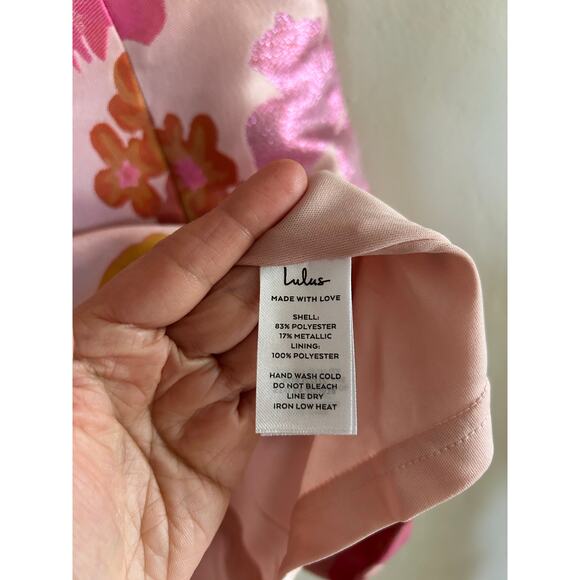 Lulus
MADE WITH LOVE
SHELL:
83% POLYESTER
17% METALLIC
LINING:
100% POLYESTER
HAND WASH COLD
DO NOT BLEACH
LINE DRY
IRON LOW HEAT